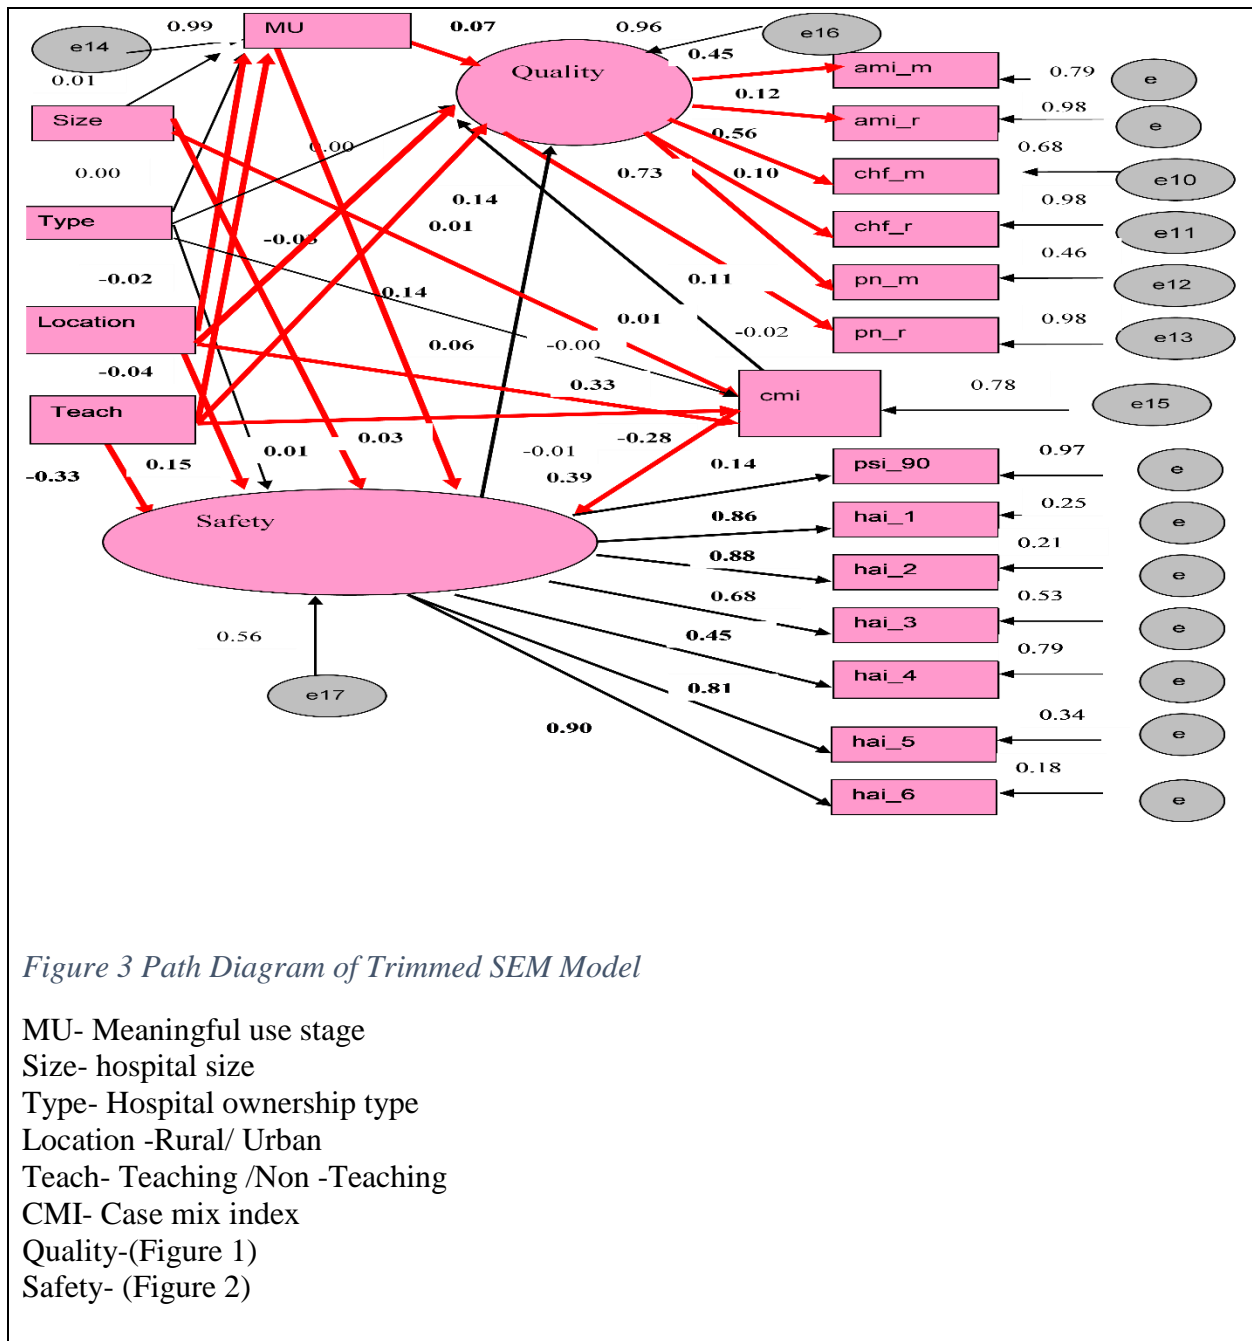 0.99 MU 0.07 0.96 e16
e14 0.45
Quality ami_m 0.79 e
0.01 0.12
Size ami_r 0.98 e
0.56 0.68
0.00 0.00 0.73 0.10 chf_m e10
0.14 0.98
Type 0.01 chf_r e11
-0.03 0.46
-0.02 0.14 0.11 pn_m e12
Location 0.01 -0.02 0.98
0.06 -0.00 pn_r e13
-0.04 0.33 cmi 0.78
Teach e15
0.03 -0.28
-0.33 0.15 0.01 -0.01 0.14 psi_90 0.97 e
0.39 0.25
Safety 0.86 hai_1 e
0.88 0.21
hai_2 e
0.68 0.53
0.56 0.45 hai_3 e
0.79
e17 0.81 hai_4 e
0.90 0.34
hai_5 e
0.18
hai_6 e
Figure 3 Path Diagram of Trimmed SEM Model
MU- Meaningful use stage
Size- hospital size
Type- Hospital ownership type
Location -Rural/ Urban
Teach- Teaching /Non -Teaching
CMI- Case mix index
Quality-(Figure 1)
Safety- (Figure 2)